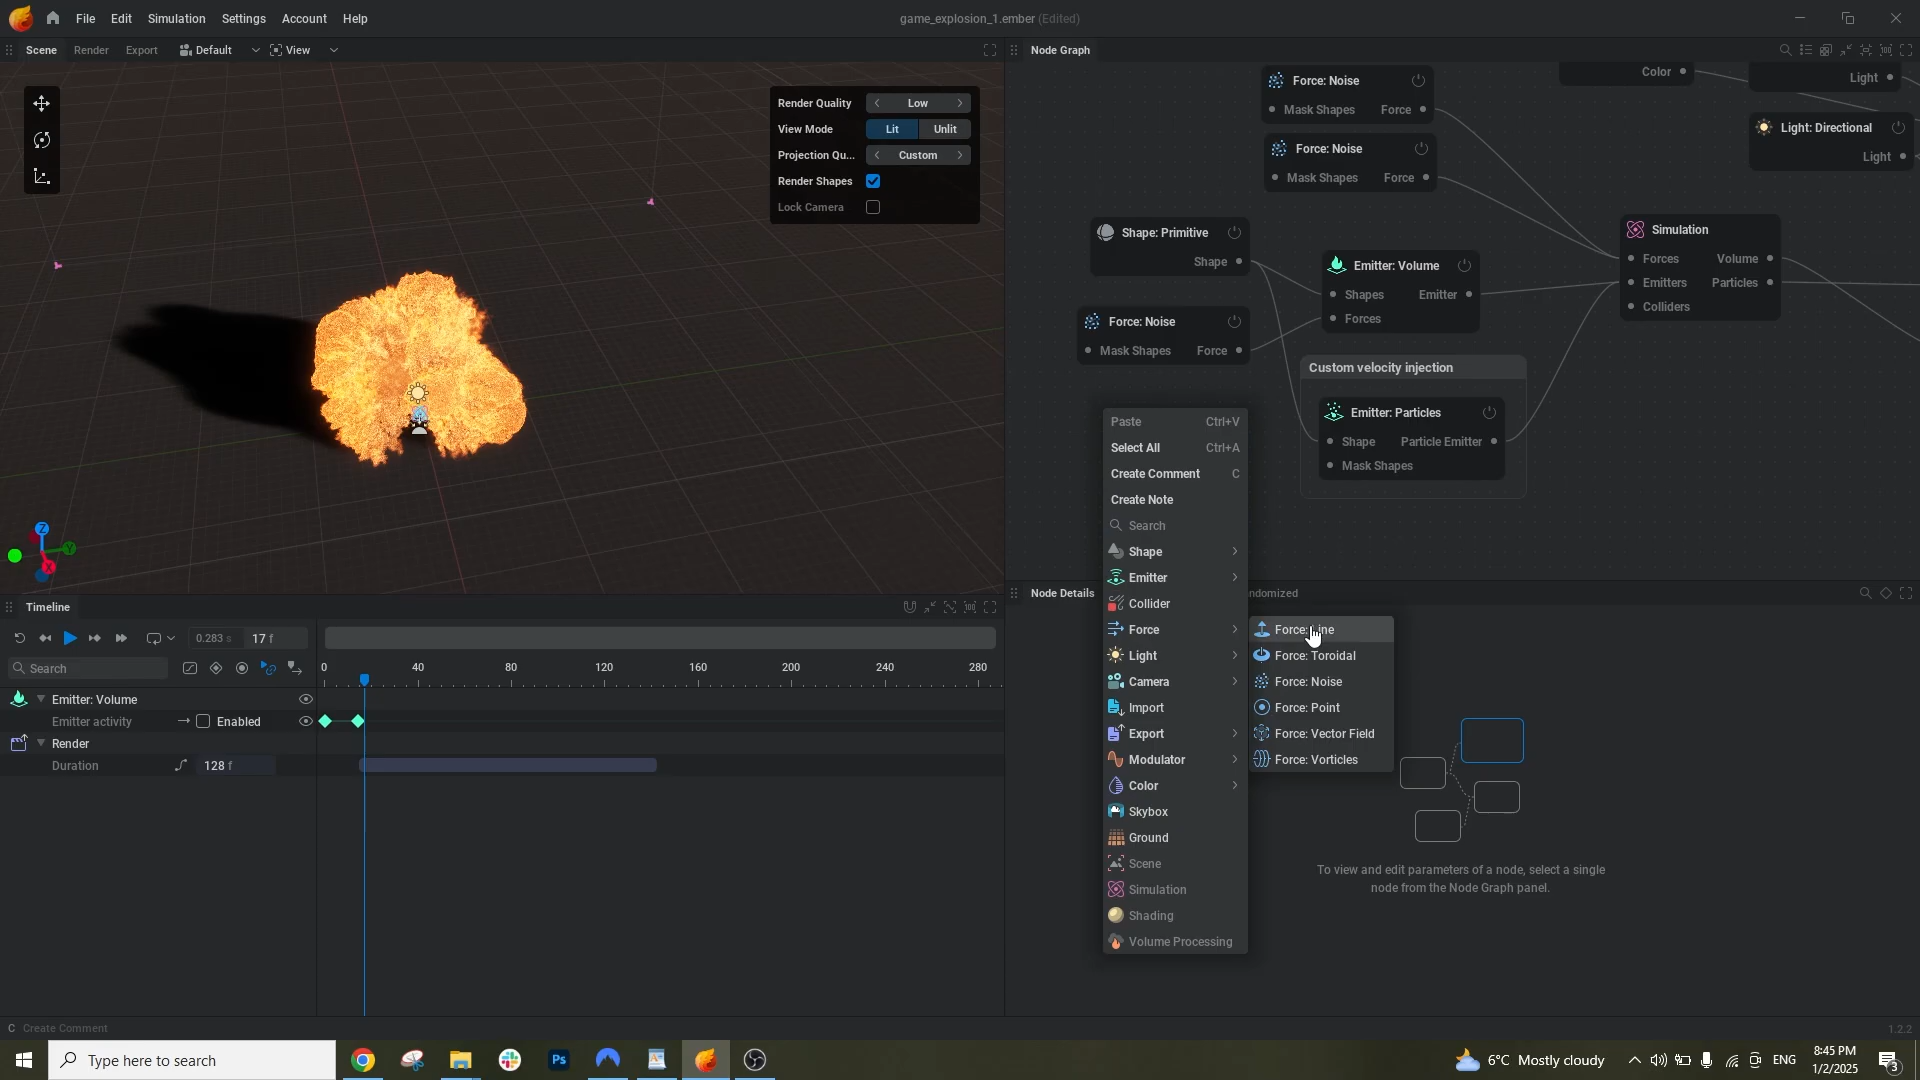 File Edit Simulation Settings Account Help
game_explosion_1.ember (Edited)
Scene Render Export Default View
Render Quality Low
View Mode Lit Unlit
Projection Qu... Custom
Render Shapes
Lock Camera
Z
Y
X
Node Graph
Color
Light
Force: Noise
Mask Shapes Force
Force: Noise
Mask Shapes Force
Light: Directional
Light
Shape: Primitive
Shape
Emitter: Volume
Shapes Emitter
Forces
Simulation
Forces Volume
Emitters Particles
Colliders
Force: Noise
Mask Shapes Force
Custom velocity injection
Emitter: Particles
Shape Particle Emitter
Mask Shapes
Paste Ctrl+V
Select All Ctrl+A
Create Comment C
Create Note
Search
Shape
Emitter
Collider
Force
Light
Camera
Import
Export
Modulator
Color
Skybox
Ground
Scene
Simulation
Shading
Volume Processing
Force: Line
Force: Toroidal
Force: Noise
Force: Point
Force: Vector Field
Force: Vorticles
Node Details
ndomized
To view and edit parameters of a node, select a single
node from the Node Graph panel.
Timeline
0.283 s 17 f
Search
0 40 80 120 160 200 240 280
Emitter: Volume
Emitter activity Enabled
Render
Duration 128 f
C Create Comment
1.2.2
Type here to search
Ps
6°C Mostly cloudy
ENG
8:45 PM
1/2/2025
3